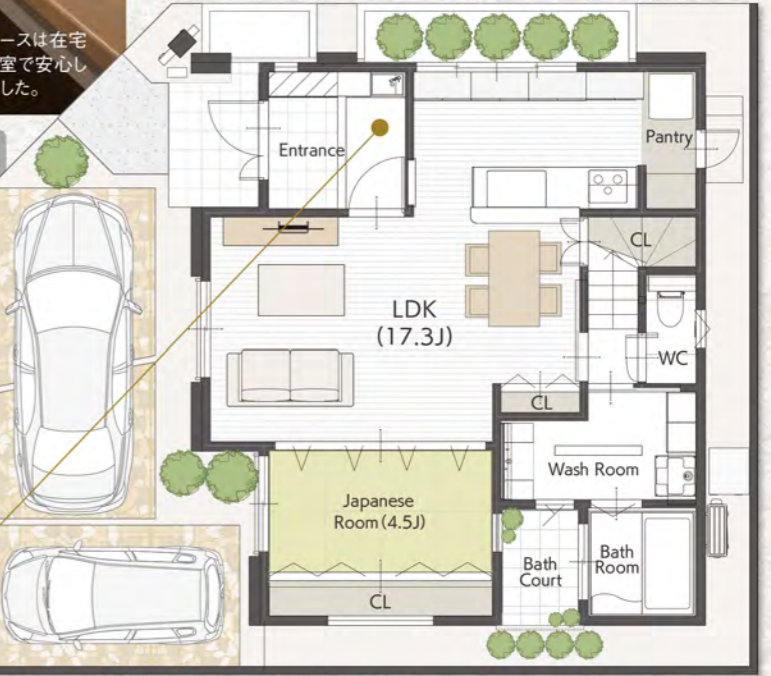 ースは在宅
室で安心し
した。
Entrance
Pantry
CL
LDK
(17.3J)
WC
CL
Wash Room
Japanese
Room (4.5J)
Bath
Court
Bath
Room
CL